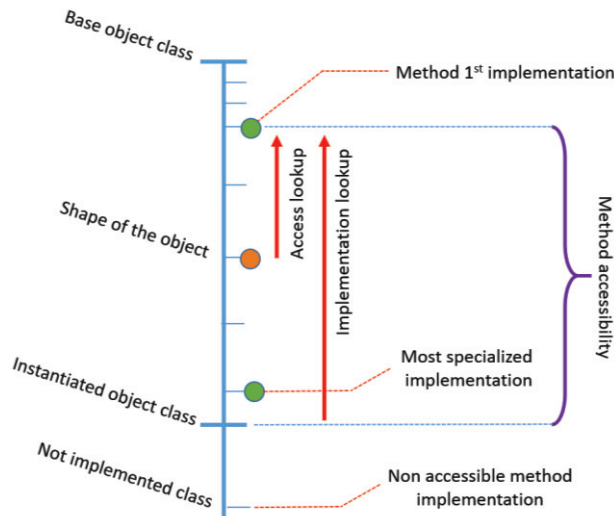 Base object class
Method 1st implementation
Access lookup
Implementation lookup
Shape of the object
Method accessibility
Most specialized
implementation
Instantiated object class
Not implemented class
Non accessible method
implementation